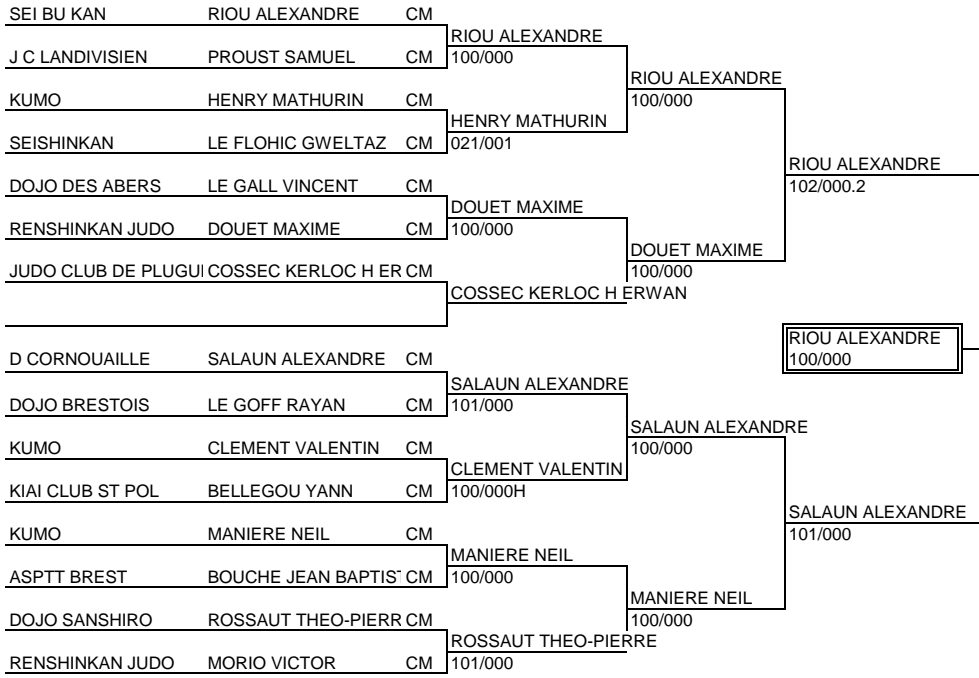 SEI BU KAN RIOU ALEXANDRE CM
RIOU ALEXANDRE
J C LANDIVISIEN PROUST SAMUEL CM 100/000
RIOU ALEXANDRE
KUMO HENRY MATHURIN CM 100/000
HENRY MATHURIN
SEISHINKAN LE FLOHIC GWELTAZ CM 021/001
RIOU ALEXANDRE
DOJO DES ABERS LE GALL VINCENT CM 102/000.2
DOUET MAXIME
RENSHINKAN JUDO DOUET MAXIME CM 100/000
DOUET MAXIME
JUDO CLUB DE PLUGUI COSSEC KERLOC H ER CM 100/000
COSSEC KERLOC H ERWAN
RIOU ALEXANDRE
D CORNOUAILLE SALAUN ALEXANDRE CM 100/000
SALAUN ALEXANDRE
DOJO BRESTOIS LE GOFF RAYAN CM 101/000
SALAUN ALEXANDRE
KUMO CLEMENT VALENTIN CM 100/000
CLEMENT VALENTIN
KIAI CLUB ST POL BELLEGOU YANN CM 100/000H
SALAUN ALEXANDRE
KUMO MANIERE NEIL CM 101/000
MANIERE NEIL
ASPTT BREST BOUCHE JEAN BAPTIST CM 100/000
MANIERE NEIL
DOJO SANSHIRO ROSSAUT THEO-PIERR CM 100/000
ROSSAUT THEO-PIERRE
RENSHINKAN JUDO MORIO VICTOR CM 101/000